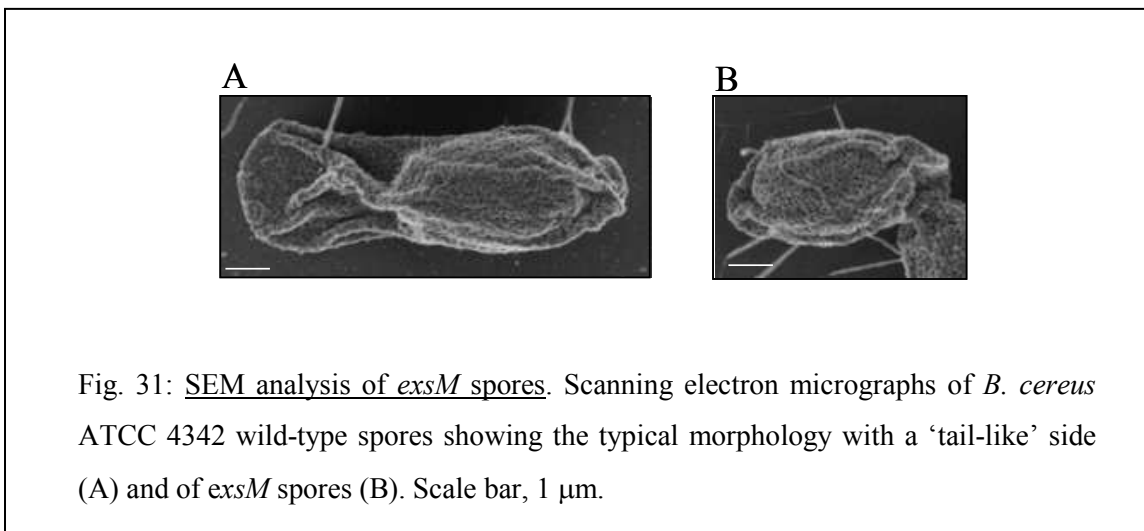 A B
Fig. 31: SEM analysis of exsM spores. Scanning electron micrographs of B. cereus
ATCC 4342 wild-type spores showing the typical morphology with a ‘tail-like’ side
(A) and of exsM spores (B). Scale bar, 1 μm.